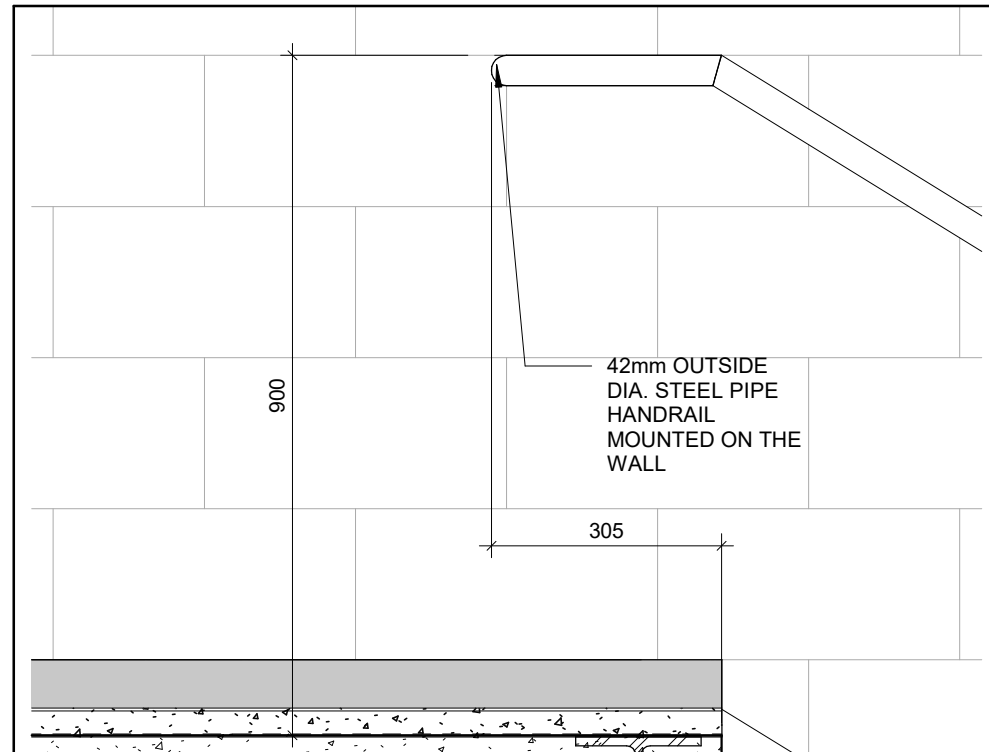 900
42mm OUTSIDE
DIA. STEEL PIPE
HANDRAIL
MOUNTED ON THE
WALL
305